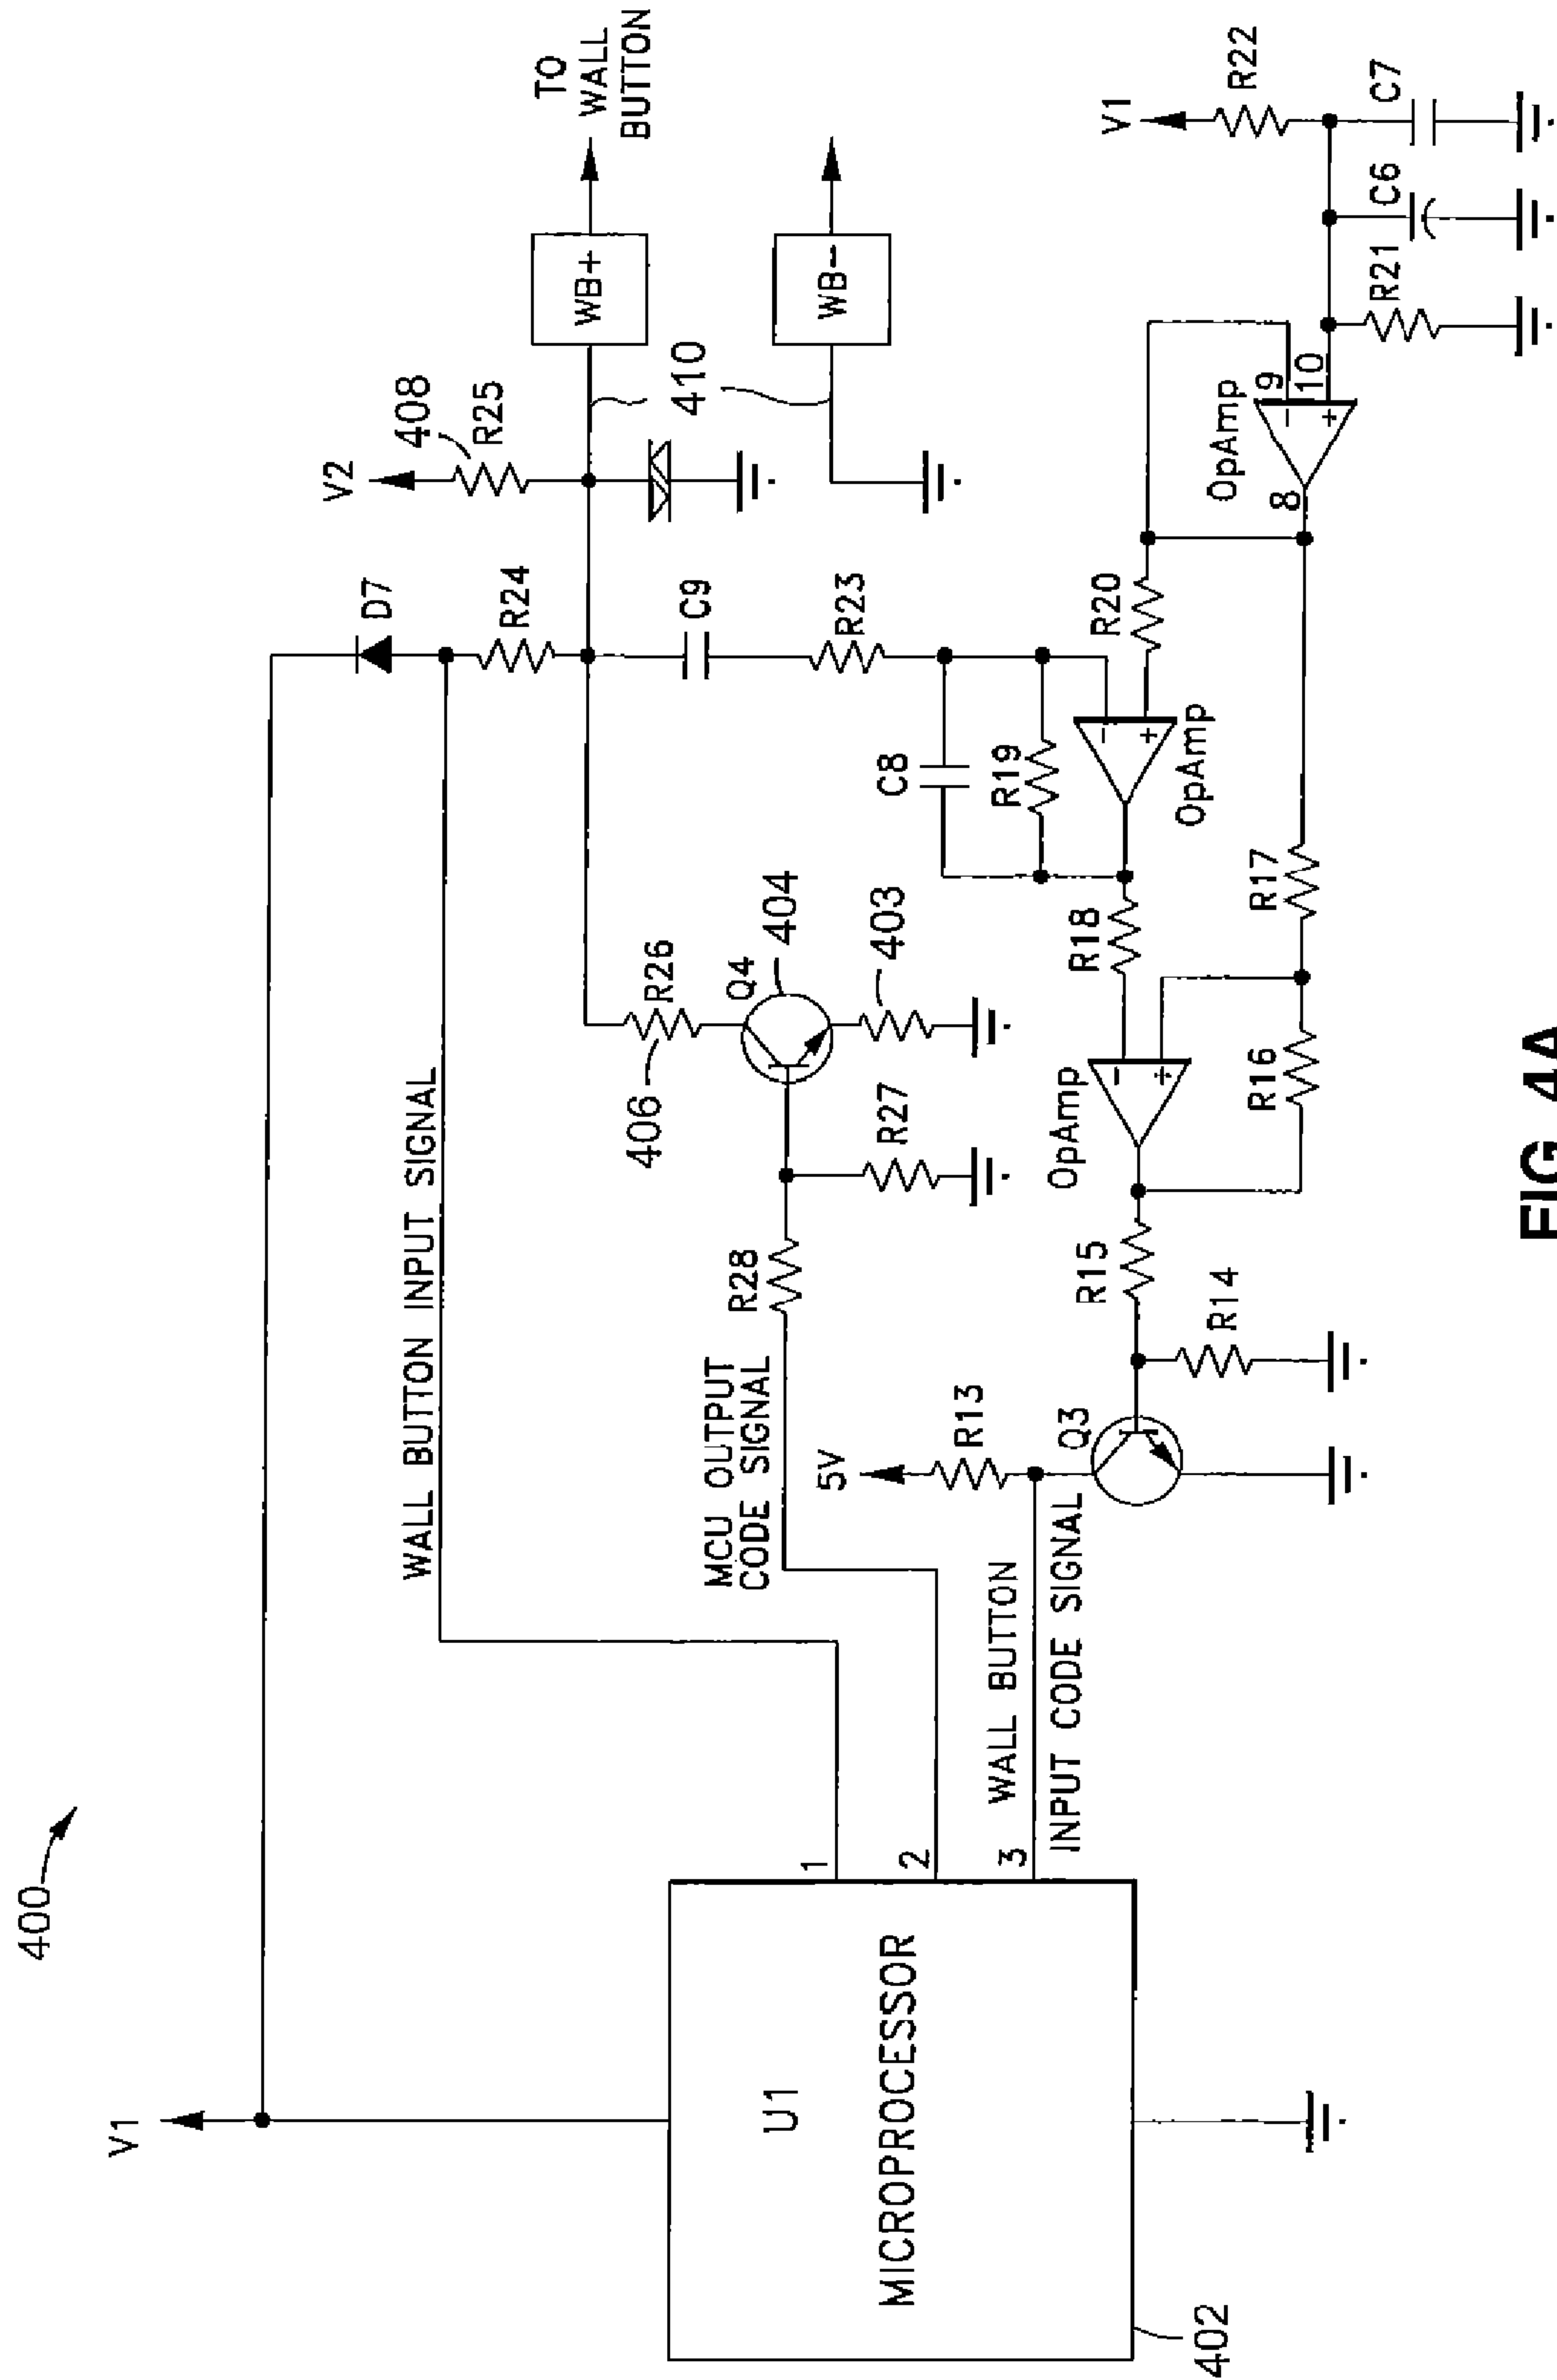 400
V1
U1
MICROPROCESSOR
402
1
2
3
WALL BUTTON INPUT SIGNAL
MCU OUTPUT
CODE SIGNAL
WALL BUTTON
INPUT CODE SIGNAL
R28
R27
406
R26
Q4
404
403
D7
R24
C9
R23
V2
408
R25
410
WB+
WB-
TO
WALL
BUTTON
5V
R13
Q3
R14
R15
OpAmp
-
+
R16
R17
R18
C8
R19
OpAmp
-
+
R20
OpAmp
8
9
10
-
+
R21
C6
C7
V1
R22
FIG. 4A